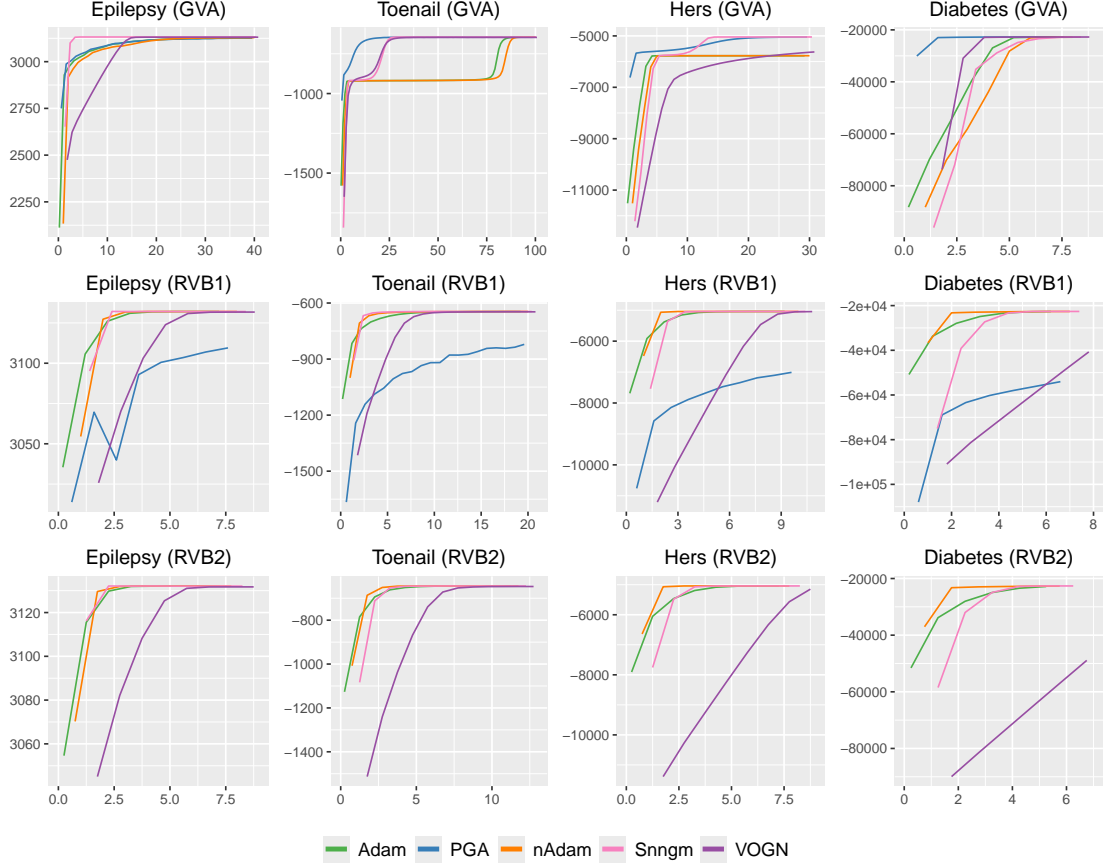 Epilepsy (GVA) Toenail (GVA) Hers (GVA) Diabetes (GVA)
3000
2750
2500
2250
0 10 20 30 40
−1000
−1500
0 25 50 75 100
−5000
−7000
−9000
−11000
0 10 20 30
−20000
−40000
−60000
−80000
0.0 2.5 5.0 7.5
Epilepsy (RVB1) Toenail (RVB1) Hers (RVB1) Diabetes (RVB1)
3100
3050
0.0 2.5 5.0 7.5
−600
−900
−1200
−1500
0 5 10 15 20
−6000
−8000
−10000
0 3 6 9
−2e+04
−4e+04
−6e+04
−8e+04
−1e+05
0 2 4 6 8
Epilepsy (RVB2) Toenail (RVB2) Hers (RVB2) Diabetes (RVB2)
3120
3100
3080
3060
0.0 2.5 5.0 7.5
−800
−1000
−1200
−1400
0 5 10
−6000
−8000
−10000
0.0 2.5 5.0 7.5
−20000
−40000
−60000
−80000
0 2 4 6
Adam PGA nAdam Snngm VOGN